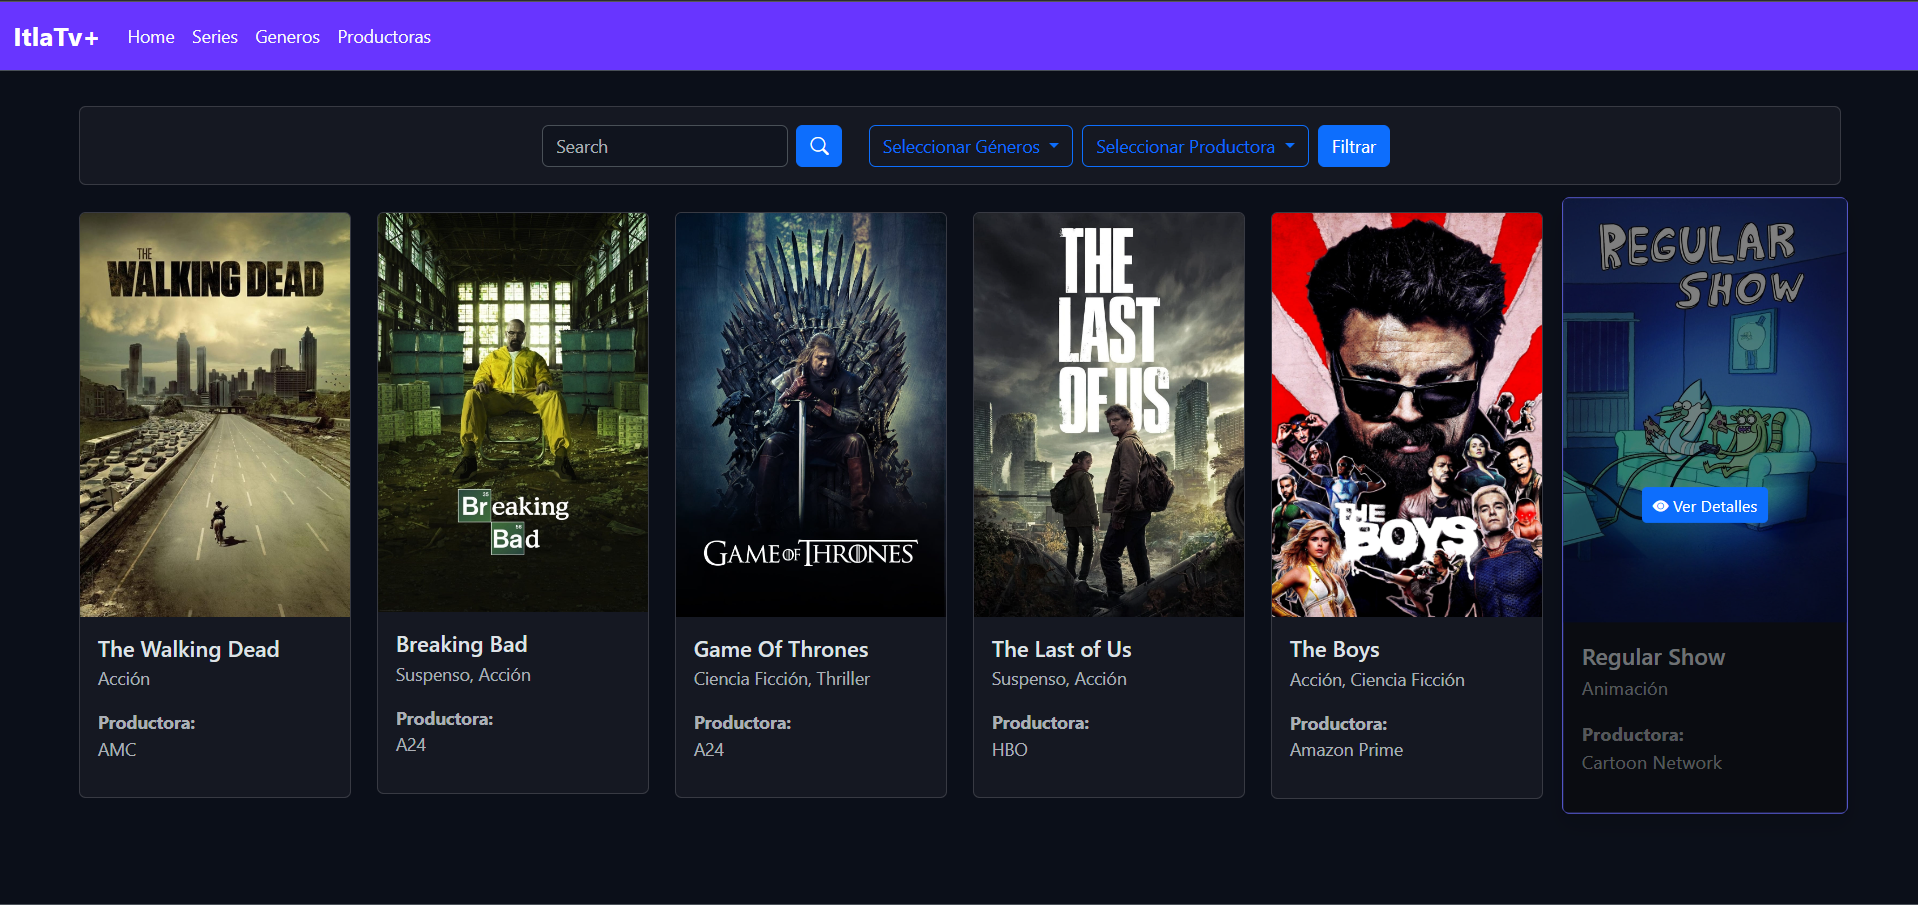 ItlaTv+ Home Series Generos Productoras
Search Seleccionar Géneros Seleccionar Productora Filtrar
THE
WALKING DEAD
The Walking Dead
Acción
Productora:
AMC
Breaking
Bad
Breaking Bad
Suspenso, Acción
Productora:
A24
GAME OF THRONES
Game Of Thrones
Ciencia Ficción, Thriller
Productora:
A24
THE
LAST
OF US
The Last of Us
Suspenso, Acción
Productora:
HBO
THE
BOYS
The Boys
Acción, Ciencia Ficción
Productora:
Amazon Prime
REGULAR
SHOW
Ver Detalles
Regular Show
Animación
Productora:
Cartoon Network